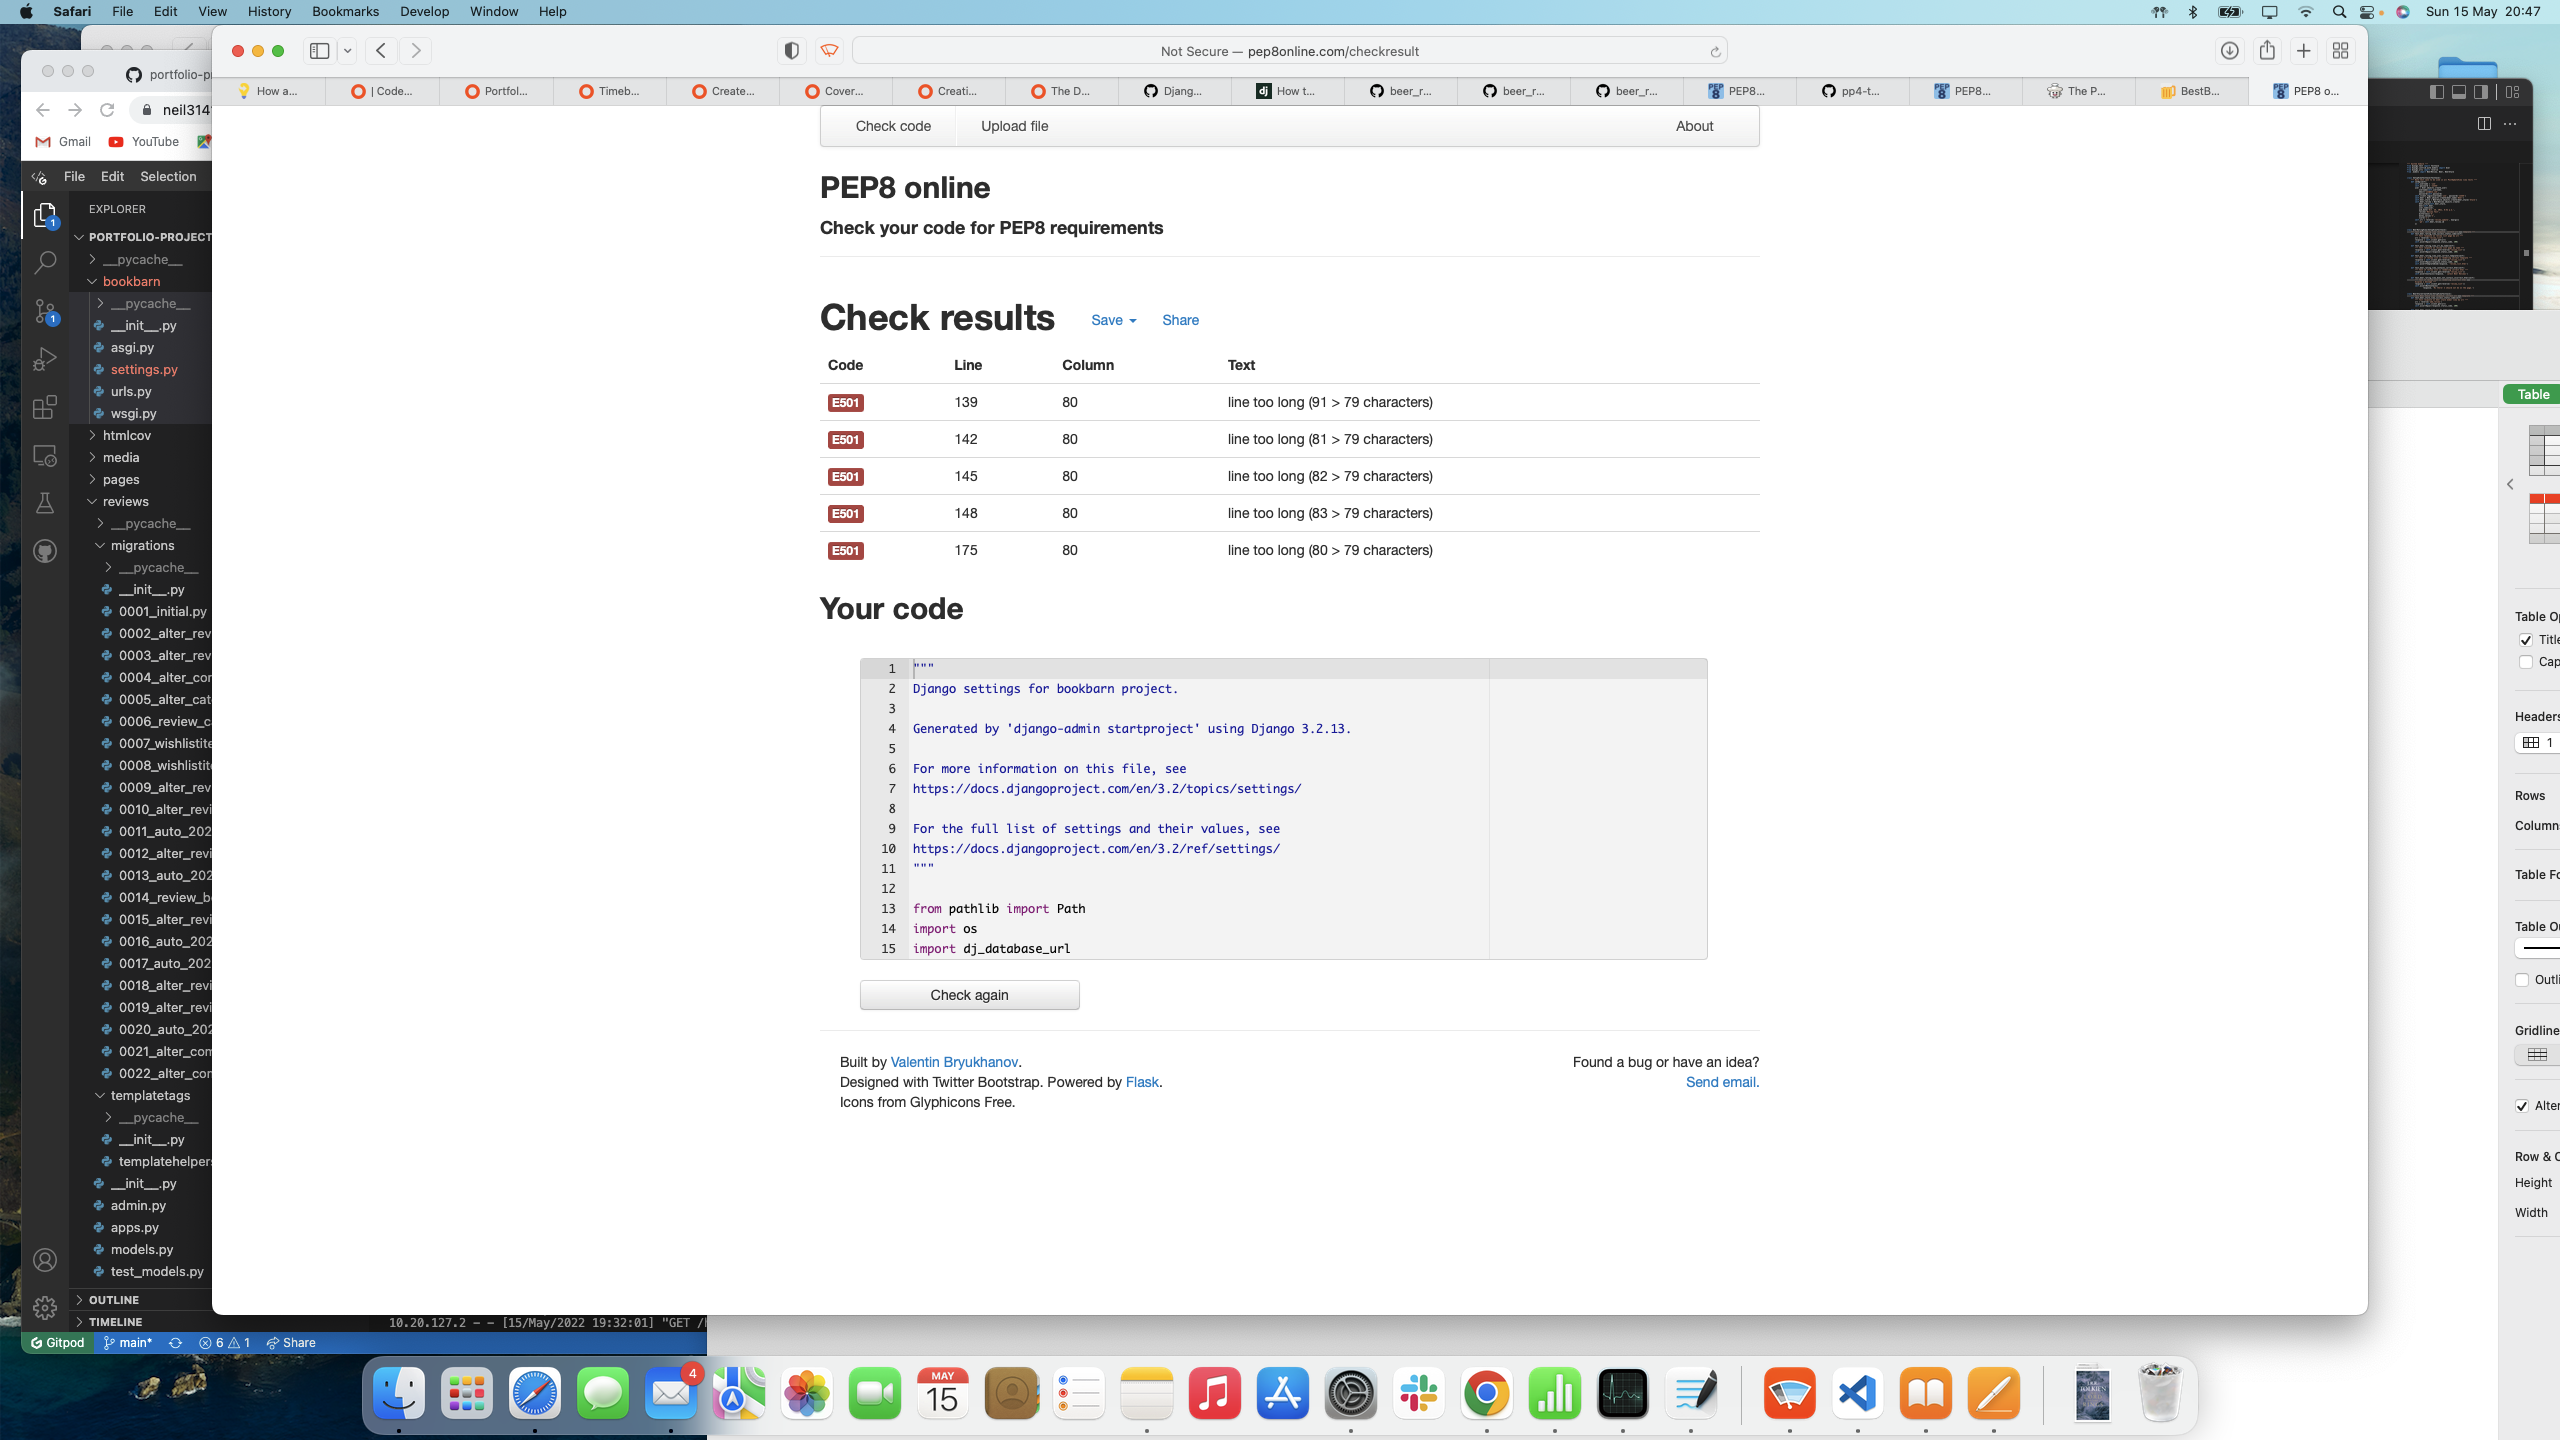 Safari File Edit View History Bookmarks Develop Window Help
Sun 15 May 20:47
Not Secure — pep8online.com/checkresult
How a... | Code... Portfol... Timeb... Create... Cover... Creati... The D... Djang... How t... beer_r... beer_r... beer_r... PEP8... pp4-t... PEP8... The P... BestB... PEP8 o...
portfolio-p
neil314
Gmail YouTube
File Edit Selection
EXPLORER
PORTFOLIO-PROJECT
__pycache__
bookbarn
__pycache__
__init__.py
asgi.py
settings.py
urls.py
wsgi.py
htmlcov
media
pages
reviews
__pycache__
migrations
__pycache__
__init__.py
0001_initial.py
0002_alter_rev
0003_alter_rev
0004_alter_cor
0005_alter_cat
0006_review_ca
0007_wishlistite
0008_wishlistit
0009_alter_rev
0010_alter_revi
0011_auto_202
0012_alter_revi
0013_auto_202
0014_review_b
0015_alter_revi
0016_auto_202
0017_auto_202
0018_alter_revi
0019_alter_revi
0020_auto_202
0021_alter_con
0022_alter_cor
templatetags
__pycache__
__init__.py
templatehelpers
__init__.py
admin.py
apps.py
models.py
test_models.py
OUTLINE
TIMELINE
Gitpod main* 6 1 Share
10.20.127.2 - - [15/May/2022 19:32:01] "GET /
Check code Upload file About
PEP8 online
Check your code for PEP8 requirements
Check results Save Share
Code Line Column Text
E501 139 80 line too long (91 > 79 characters)
E501 142 80 line too long (81 > 79 characters)
E501 145 80 line too long (82 > 79 characters)
E501 148 80 line too long (83 > 79 characters)
E501 175 80 line too long (80 > 79 characters)
Your code
1 """
2 Django settings for bookbarn project.
3
4 Generated by 'django-admin startproject' using Django 3.2.13.
5
6 For more information on this file, see
7 https://docs.djangoproject.com/en/3.2/topics/settings/
8
9 For the full list of settings and their values, see
10 https://docs.djangoproject.com/en/3.2/ref/settings/
11 """
12
13 from pathlib import Path
14 import os
15 import dj_database_url
Check again
Built by Valentin Bryukhanov.
Designed with Twitter Bootstrap. Powered by Flask.
Icons from Glyphicons Free.
Found a bug or have an idea?
Send email.
Table
Table Op
Title
Cap
Headers
1
Rows
Column
Table Fo
Table Ou
Outli
Gridline
Alter
Row & C
Height
Width
4
MAY
15